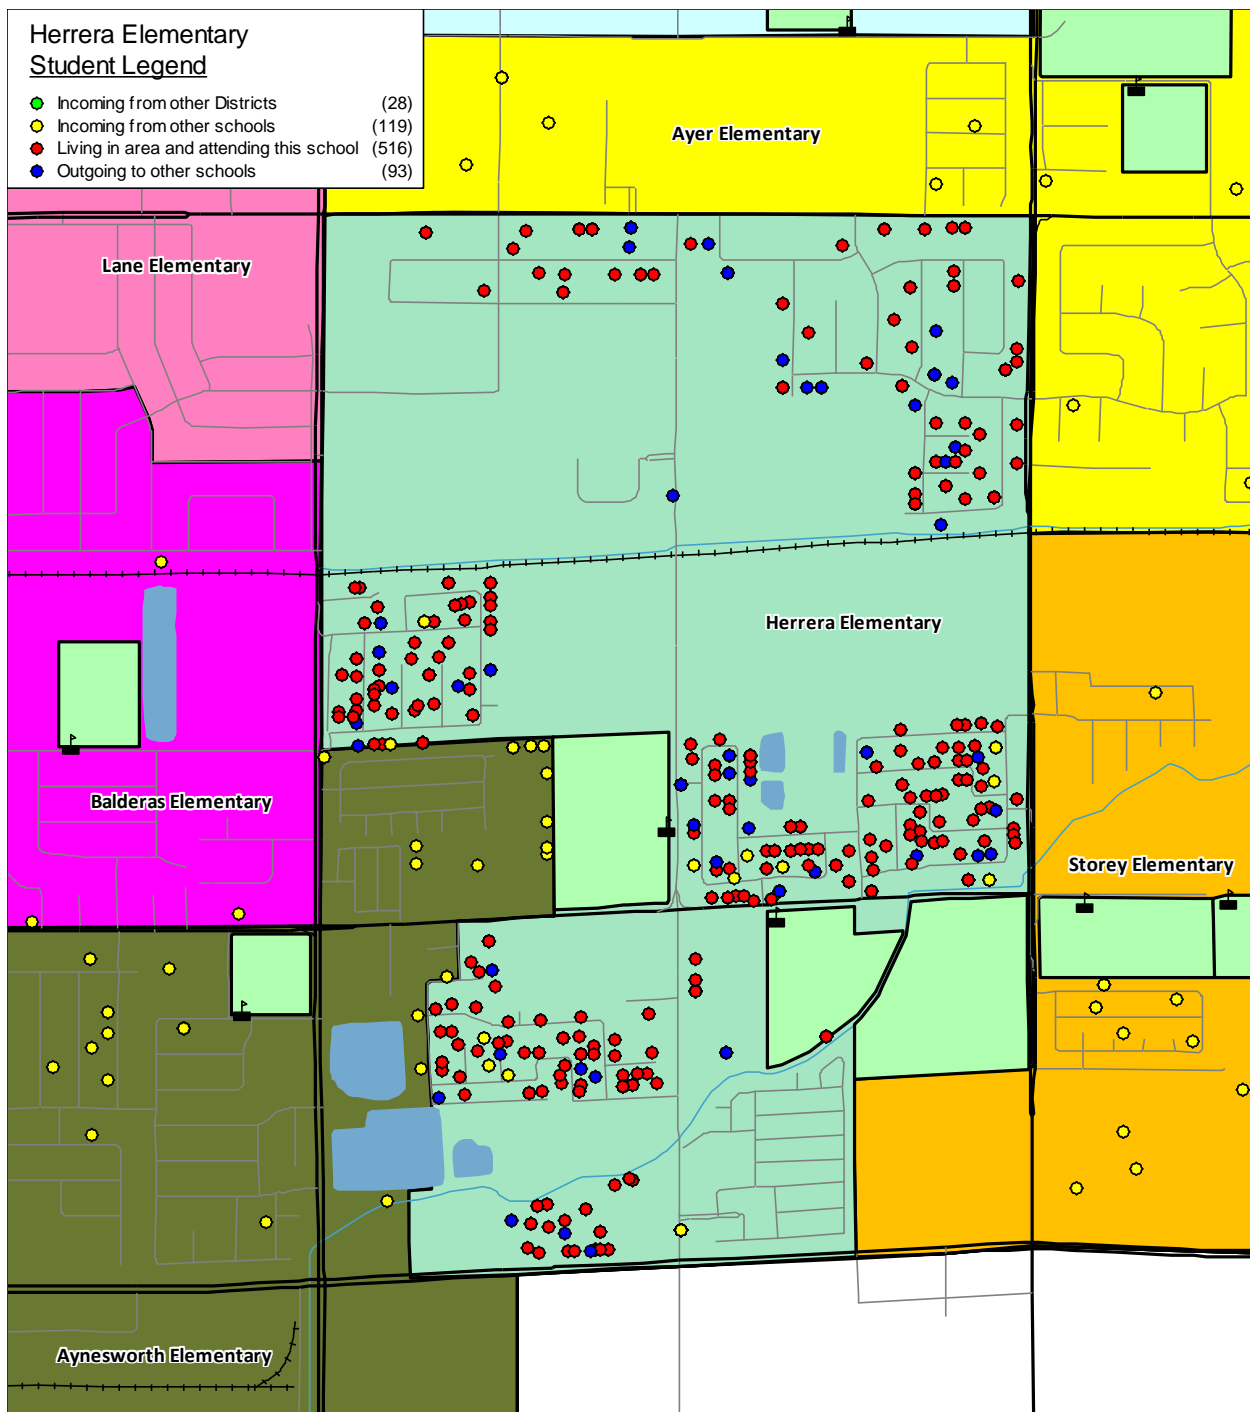 Herrera Elementary
Student Legend
Incoming from other Districts (28)
Incoming from other schools (119)
Living in area and attending this school (516)
Outgoing to other schools (93)
Ayer Elementary
Lane Elementary
Herrera Elementary
Balderas Elementary
Storey Elementary
Aynesworth Elementary